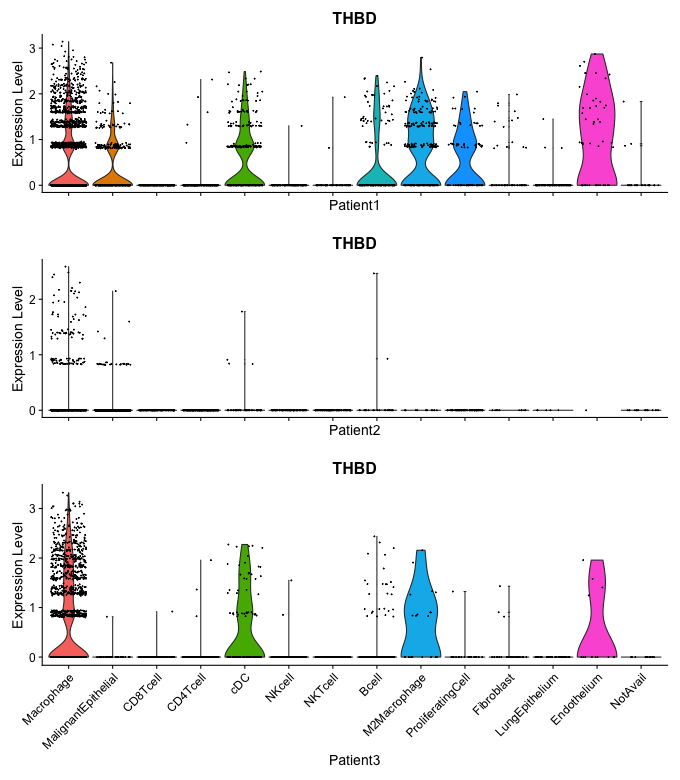 THBD
Expression Level
3
2
1
0
Patient1
THBD
Expression Level
2
1
0
Patient2
THBD
Expression Level
3
2
1
0
Macrophage
MalignantEpithelial
CD8Tcell
CD4Tcell
cDC
NKcell
NKTcell
Bcell
M2Macrophage
ProliferatingCell
Fibroblast
LungEpithelium
Endothelium
NotAvail
Patient3